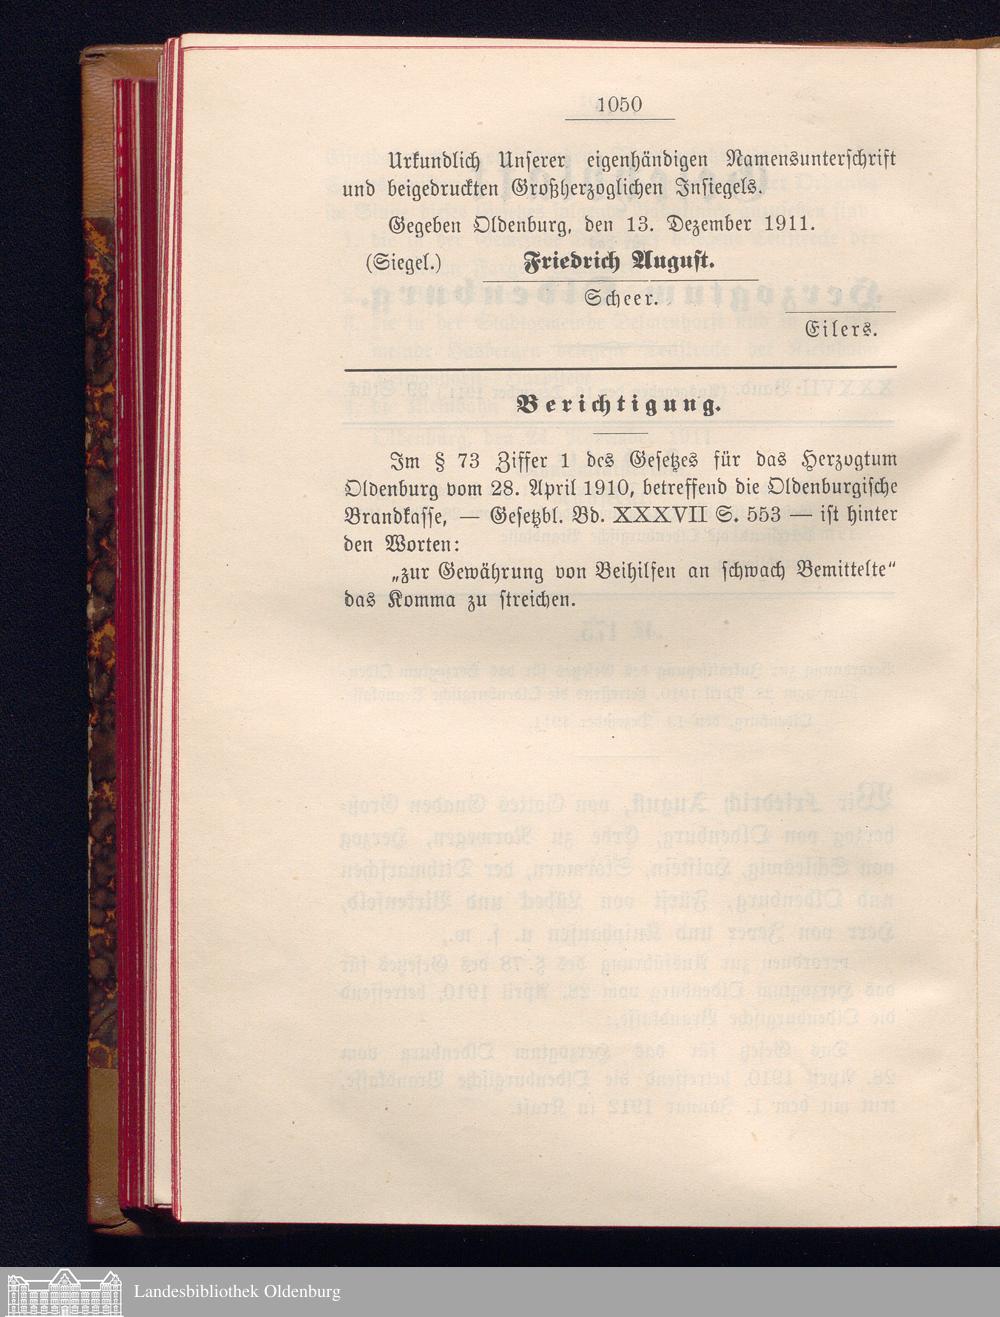 1050
Urkundlich Unserer eigenhändigen Namensunterschrift
und beigedruckten Großherzoglichen Insiegels.
Gegeben Oldenburg, den 13. Dezember 1911.
(Siegel.) Friedrich August.
Scheer.
Eilers.
Berichtigung.
Im § 73 Ziffer 1 des Gesetzes für das Herzogtum
Oldenburg vom 28. April 1910, betreffend die Oldenburgische
Brandkasse, — Gesetzbl. Bd. XXXVII S. 553 — ist hinter
den Worten:
„zur Gewährung von Beihilfen an schwach Bemittelte“
das Komma zu streichen.
Landesbibliothek Oldenburg